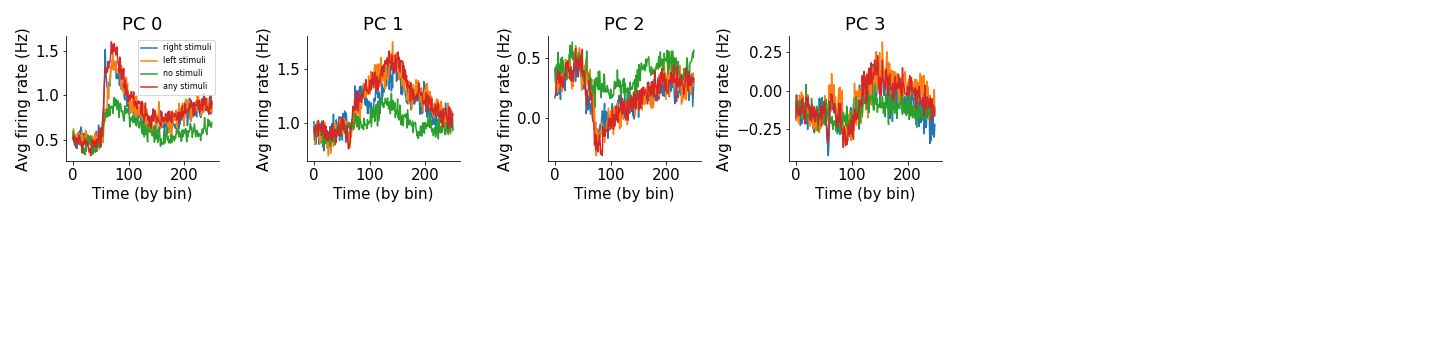 PC 0
Avg firing rate (Hz)
1.5
1.0
0.5
right stimuli
left stimuli
no stimuli
any stimuli
0
100
200
Time (by bin)
PC 1
Avg firing rate (Hz)
1.5
1.0
0
100
200
Time (by bin)
PC 2
Avg firing rate (Hz)
0.5
0.0
0
100
200
Time (by bin)
PC 3
Avg firing rate (Hz)
0.25
0.00
−0.25
0
100
200
Time (by bin)